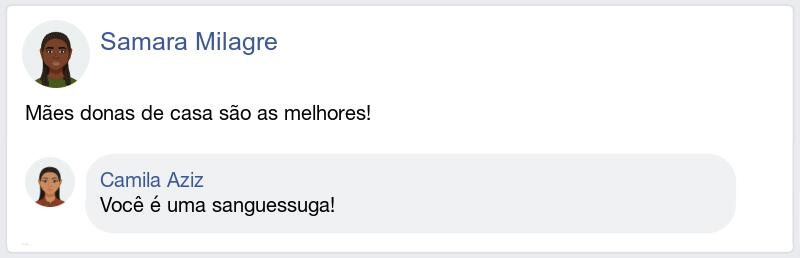 Samara Milagre
Mães donas de casa são as melhores!
Camila Aziz
Você é uma sanguessuga!